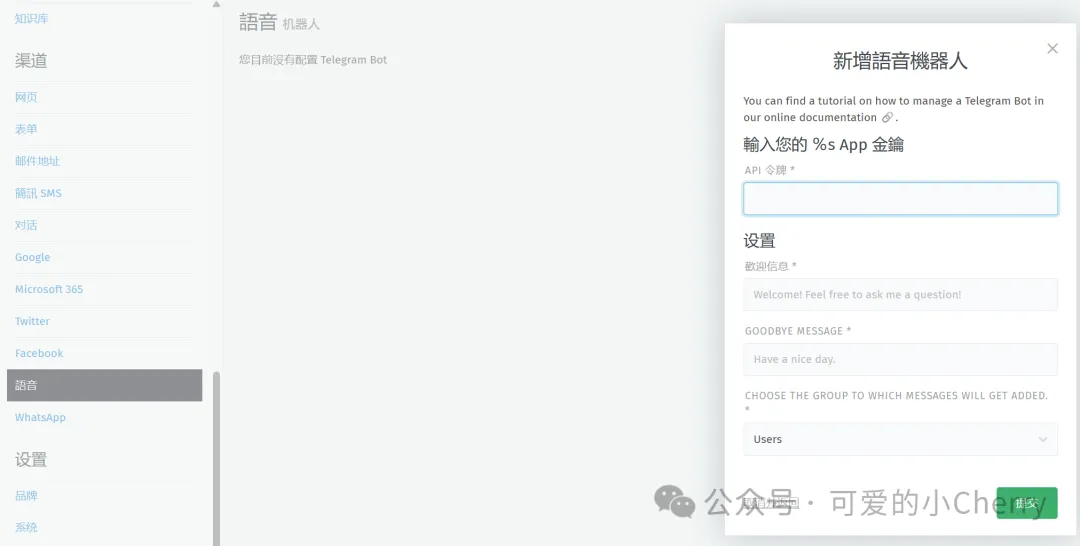 知识库
渠道
网页
表单
邮件地址
簡訊 SMS
对话
Google
Microsoft 365
Twitter
Facebook
語音
WhatsApp
设置
品牌
系统
語音 机器人
您目前沒有配置 Telegram Bot
新增語音機器人
You can find a tutorial on how to manage a Telegram Bot in
our online documentation
.
輸入您的 %s App 金鑰
API 令牌 *
设置
歡迎信息 *
Welcome! Feel free to ask me a question!
GOODBYE MESSAGE *
Have a nice day.
CHOOSE THE GROUP TO WHICH MESSAGES WILL GET ADDED.
*
Users
提交
公众号 · 可爱的小Cherry